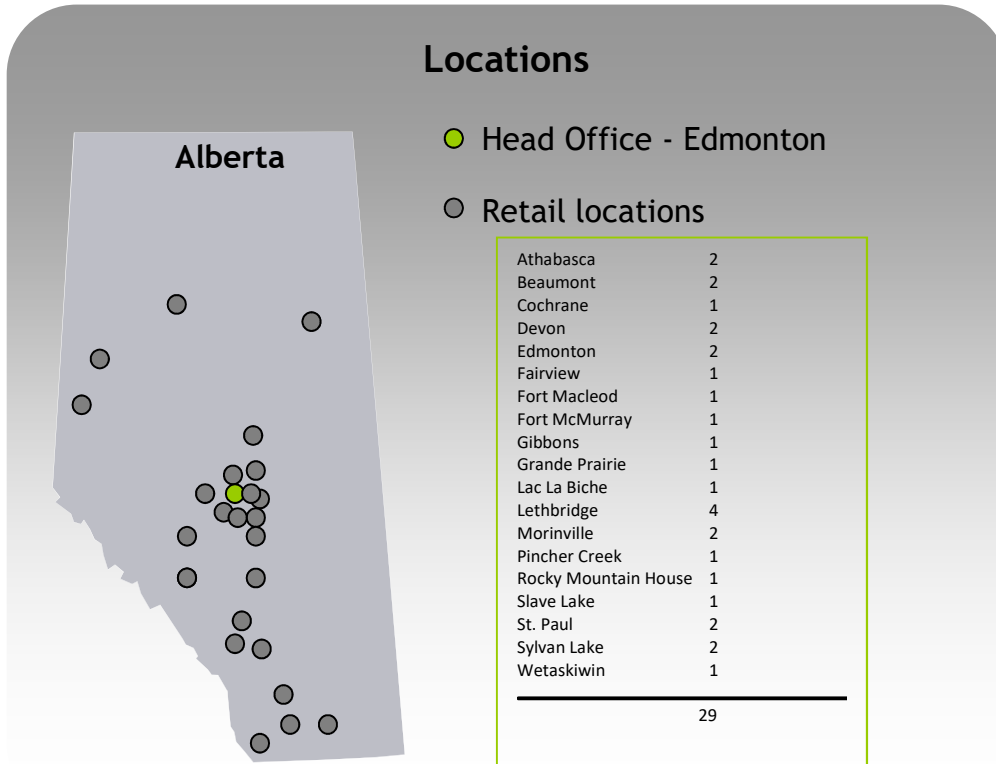 Locations
Alberta
Head Office - Edmonton
Retail locations
Athabasca 2
Beaumont 2
Cochrane 1
Devon 2
Edmonton 2
Fairview 1
Fort Macleod 1
Fort McMurray 1
Gibbons 1
Grande Prairie 1
Lac La Biche 1
Lethbridge 4
Morinville 2
Pincher Creek 1
Rocky Mountain House 1
Slave Lake 1
St. Paul 2
Sylvan Lake 2
Wetaskiwin 1
29